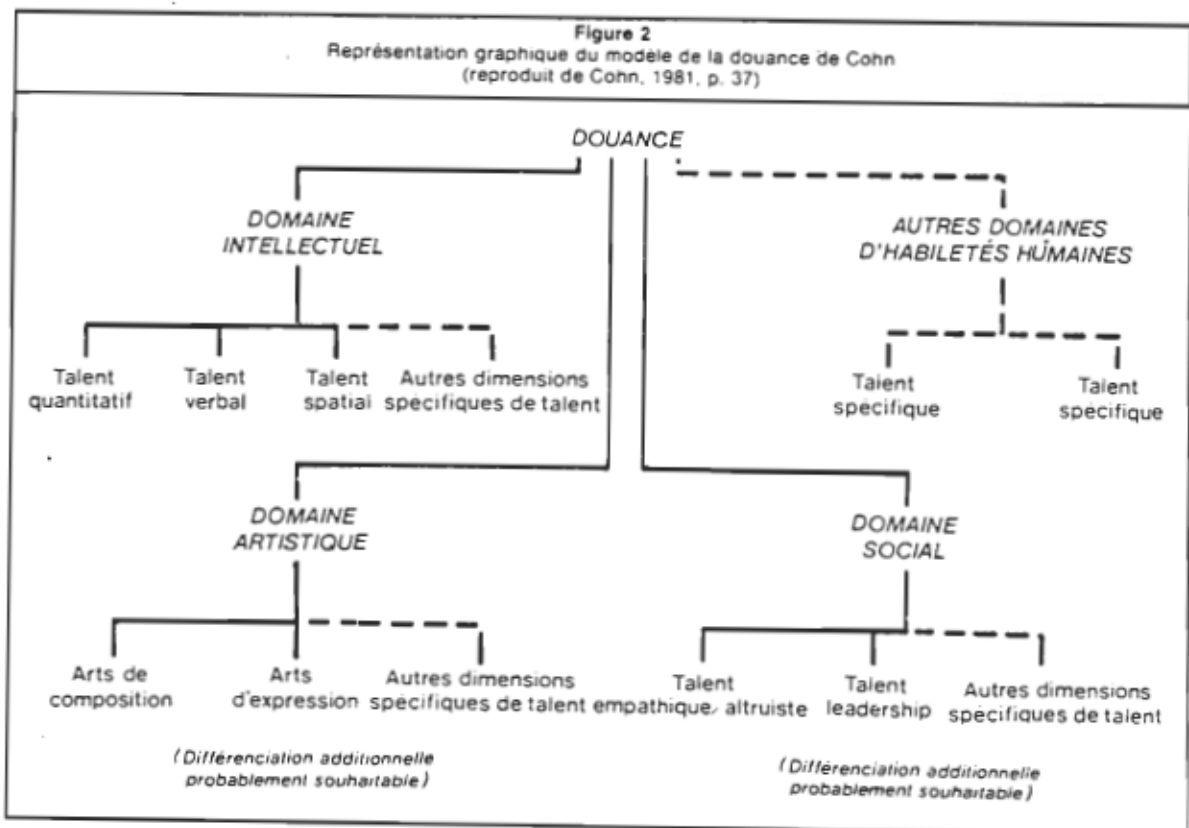 Figure 2
Représentation graphique du modèle de la douance de Cohn
(reproduit de Cohn, 1981, p. 37)
DOUANCE
DOMAINE
INTELLECTUEL
AUTRES DOMAINES
D'HABILETÉS HUMAINES
Talent
quantitatif
Talent
verbal
Talent
spatial
Autres dimensions
spécifiques de talent
Talent
spécifique
Talent
spécifique
DOMAINE
ARTISTIQUE
DOMAINE
SOCIAL
Arts de
composition
Arts
d'expression
Autres dimensions
spécifiques de talent
Talent
empathique/altruiste
Talent
leadership
Autres dimensions
spécifiques de talent
(Différenciation additionnelle
probablement souhaitable)
(Différenciation additionnelle
probablement souhaitable)